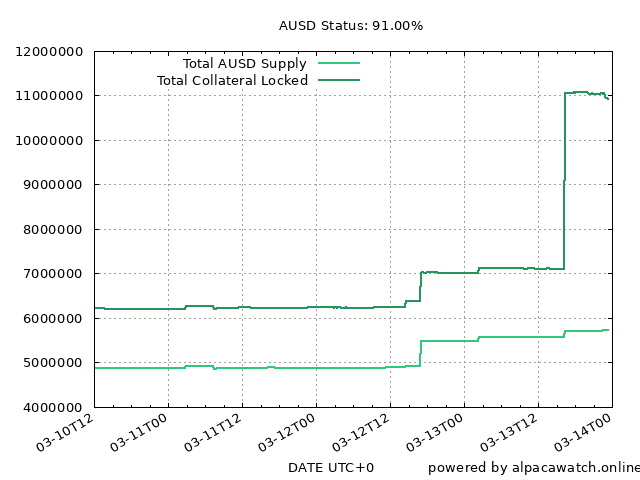 AUSD Status: 91.00%
Total AUSD Supply
Total Collateral Locked
12000000
11000000
10000000
9000000
8000000
7000000
6000000
5000000
4000000
03-10T12
03-11T00
03-11T12
03-12T00
03-12T12
03-13T00
03-13T12
03-14T00
DATE UTC+0
powered by alpacawatch.online